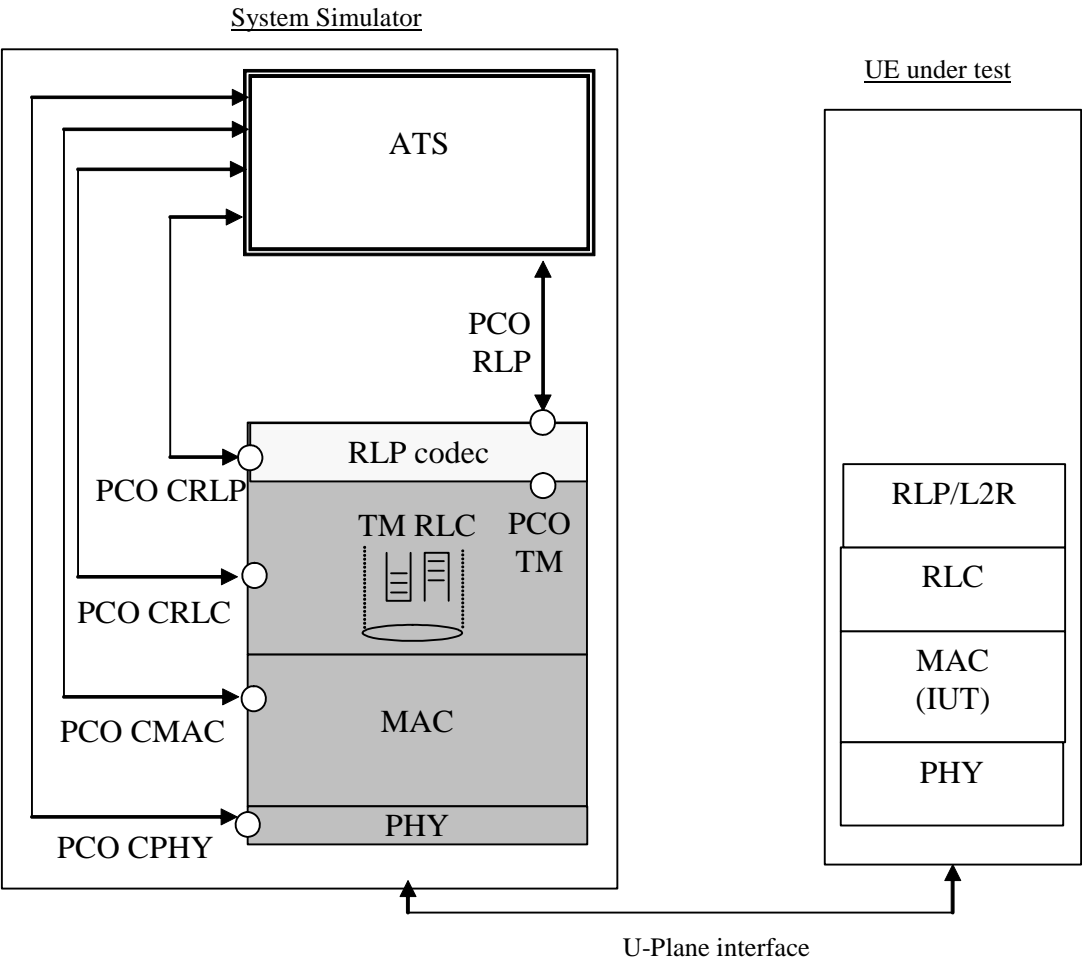 System Simulator
UE under test
ATS
PCO
RLP
RLP codec
PCO CRLP
TM RLC
PCO
TM
PCO CRLC
MAC
PCO CMAC
PHY
PCO CPHY
RLP/L2R
RLC
MAC
(IUT)
PHY
U-Plane interface